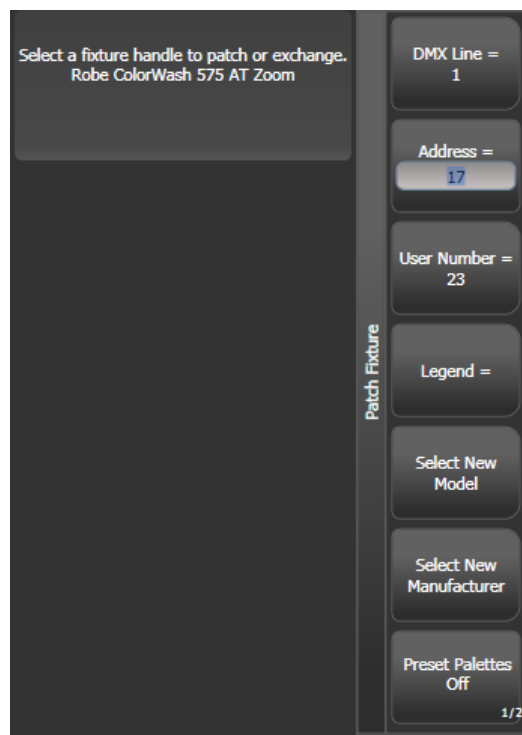 Select a fixture handle to patch or exchange.
Robe ColorWash 575 AT Zoom
Patch Fixture
DMX Line =
1
Address =
17
User Number =
23
Legend =
Select New
Model
Select New
Manufacturer
Preset Palettes
Off
1/2